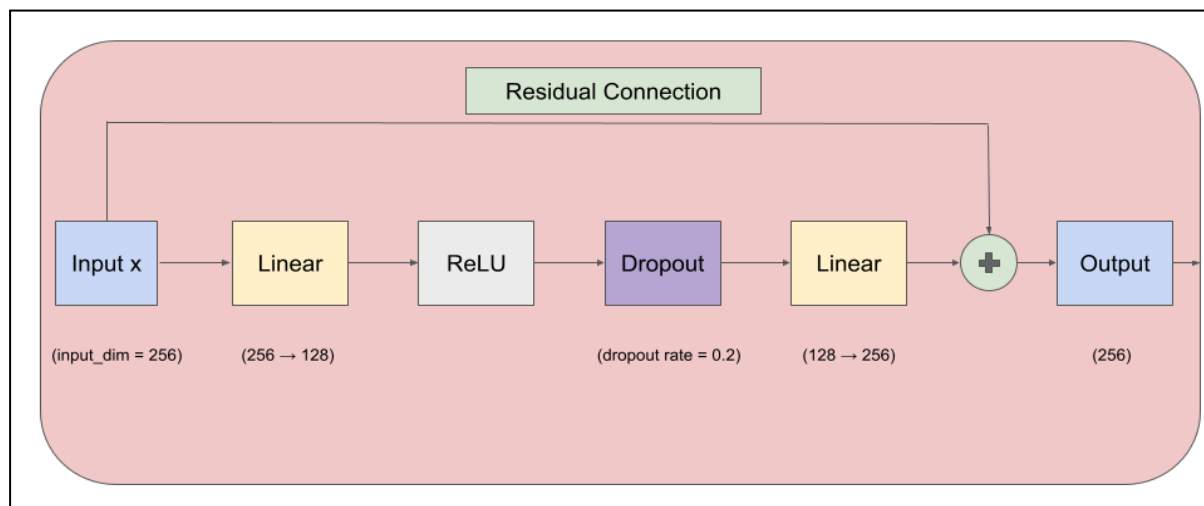 Residual Connection
Input x
Linear
ReLU
Dropout
Linear
Output
(input_dim = 256)
(256 → 128)
(dropout rate = 0.2)
(128 → 256)
(256)